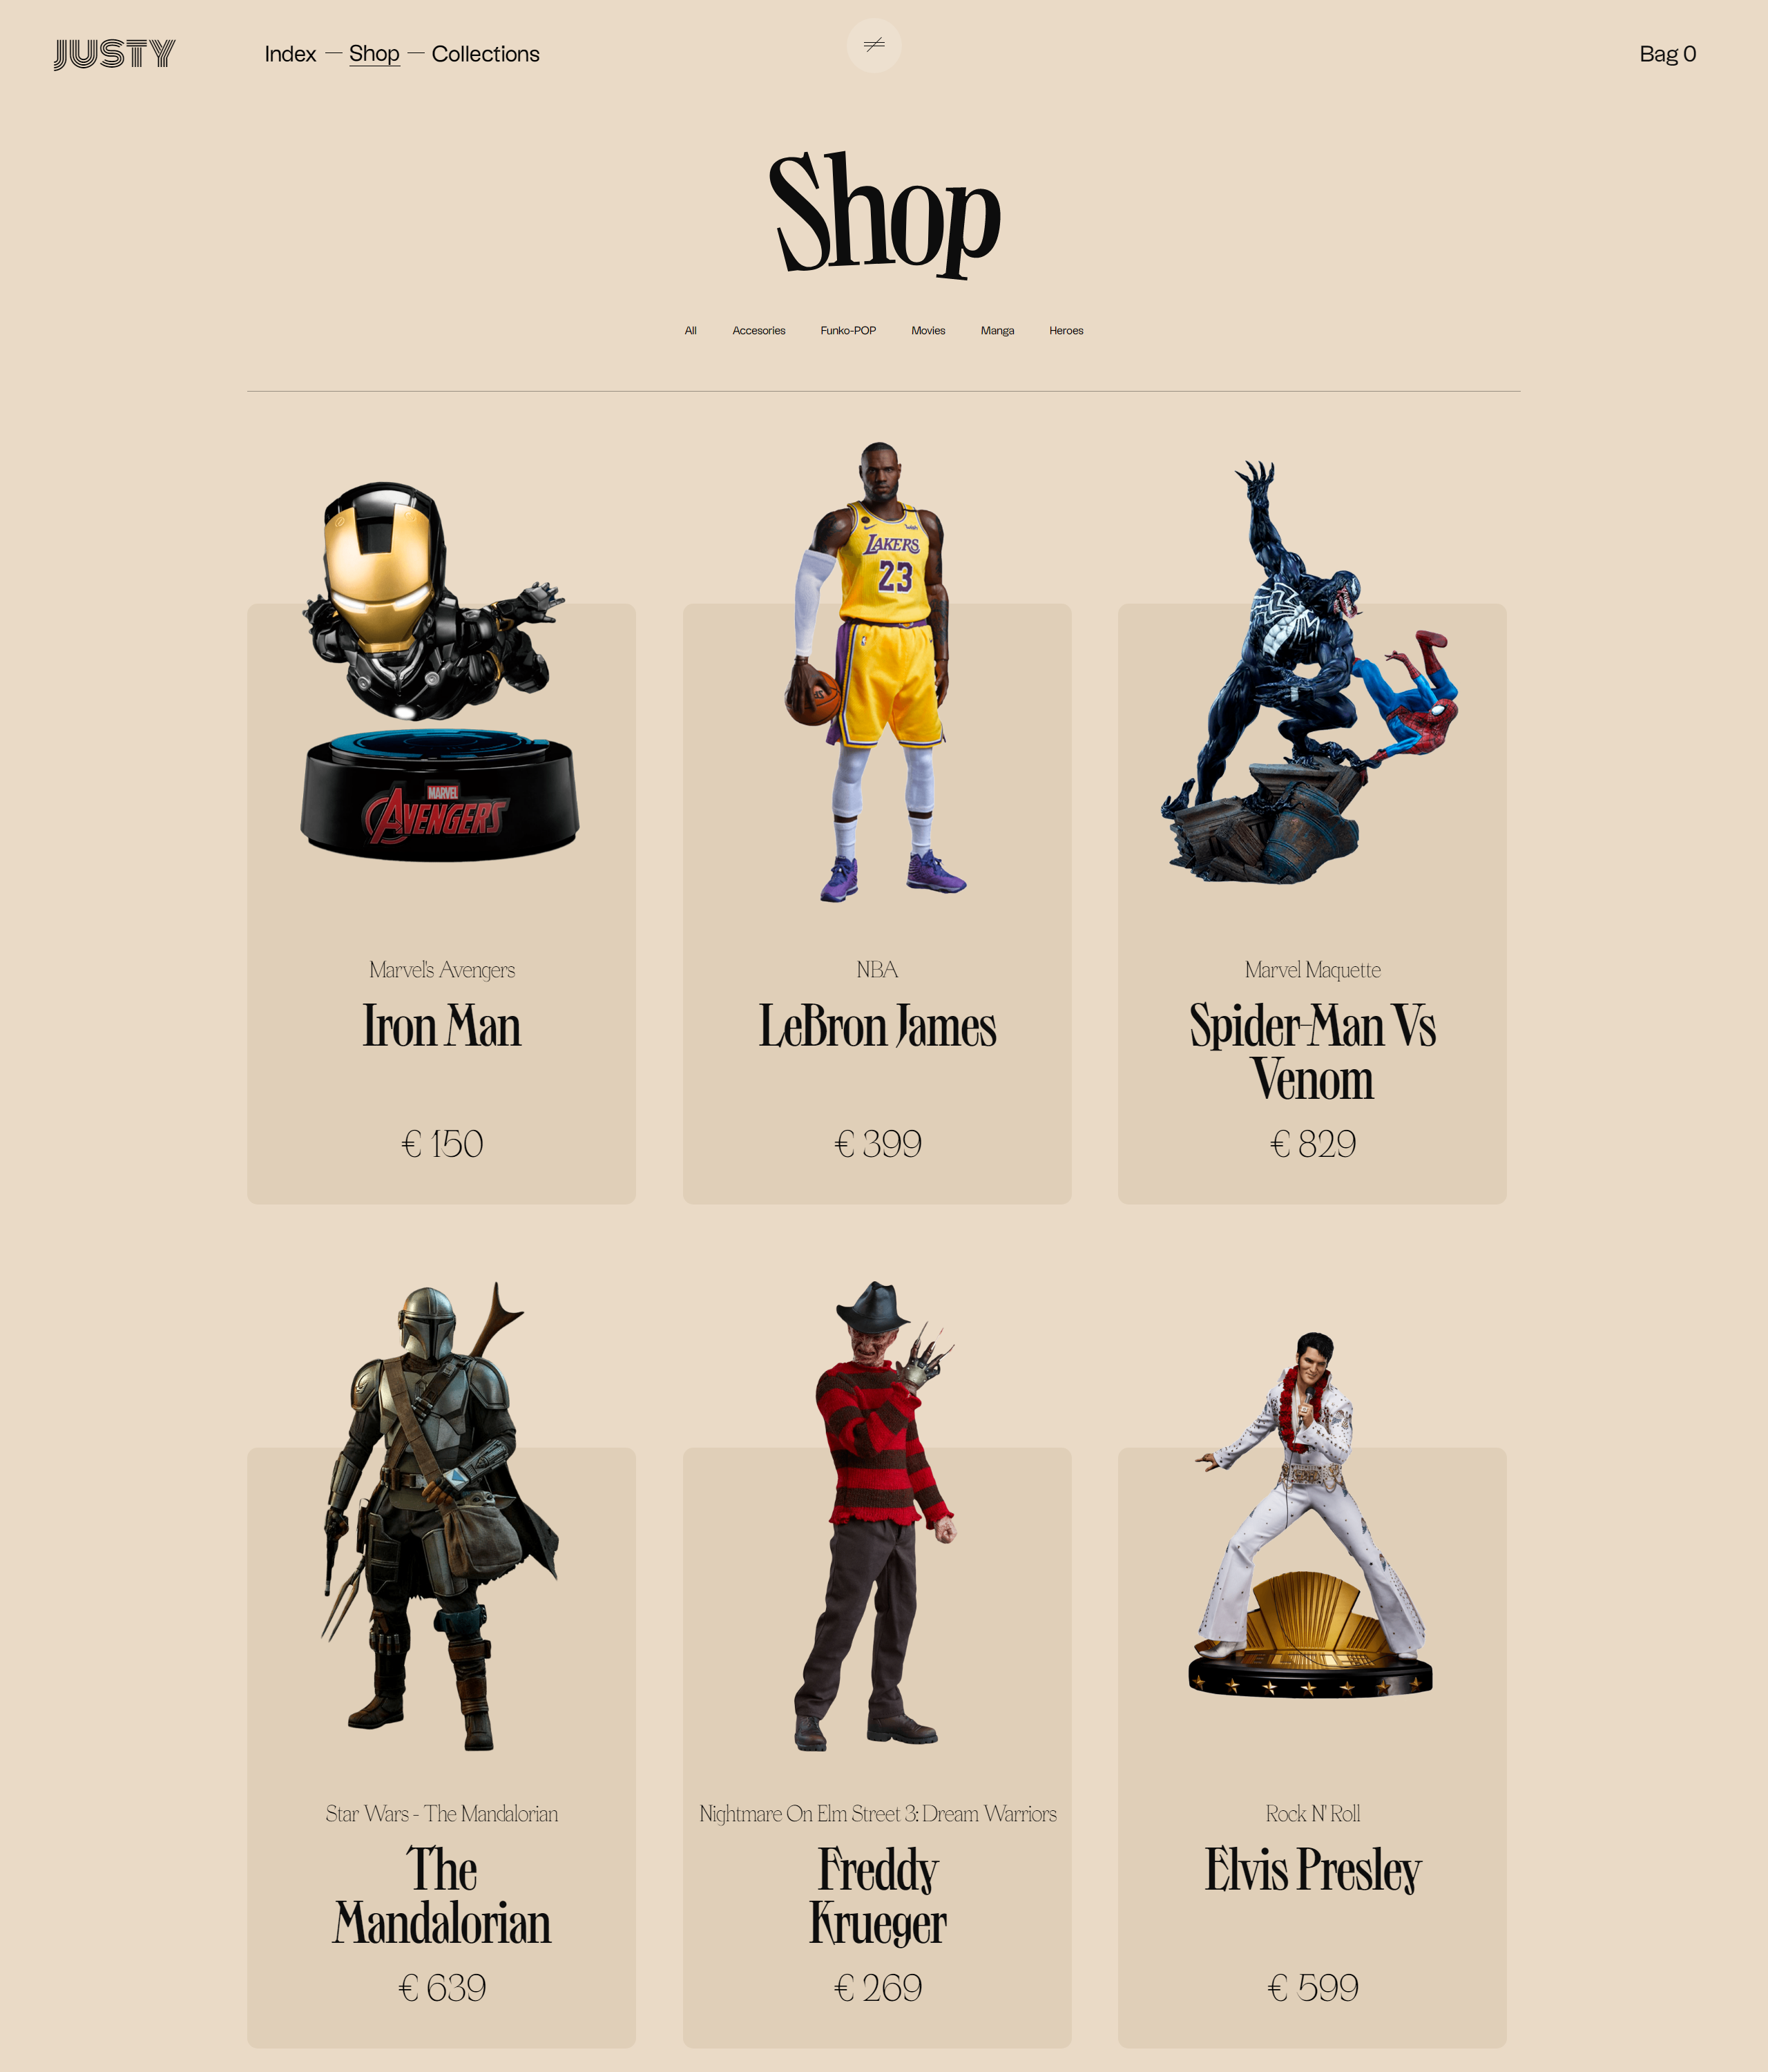 JUSTY
Index — Shop — Collections
Bag 0
Shop
All Accesories Funko-POP Movies Manga Heroes
LAKERS
23
MARVEL
AVENGERS
Marvel's Avengers
Iron Man
€ 150
NBA
LeBron James
€ 399
Marvel Maquette
Spider-Man Vs
Venom
€ 829
Star Wars - The Mandalorian
The
Mandalorian
€ 639
Nightmare On Elm Street 3: Dream Warriors
Freddy
Krueger
€ 269
Rock N' Roll
Elvis Presley
€ 599